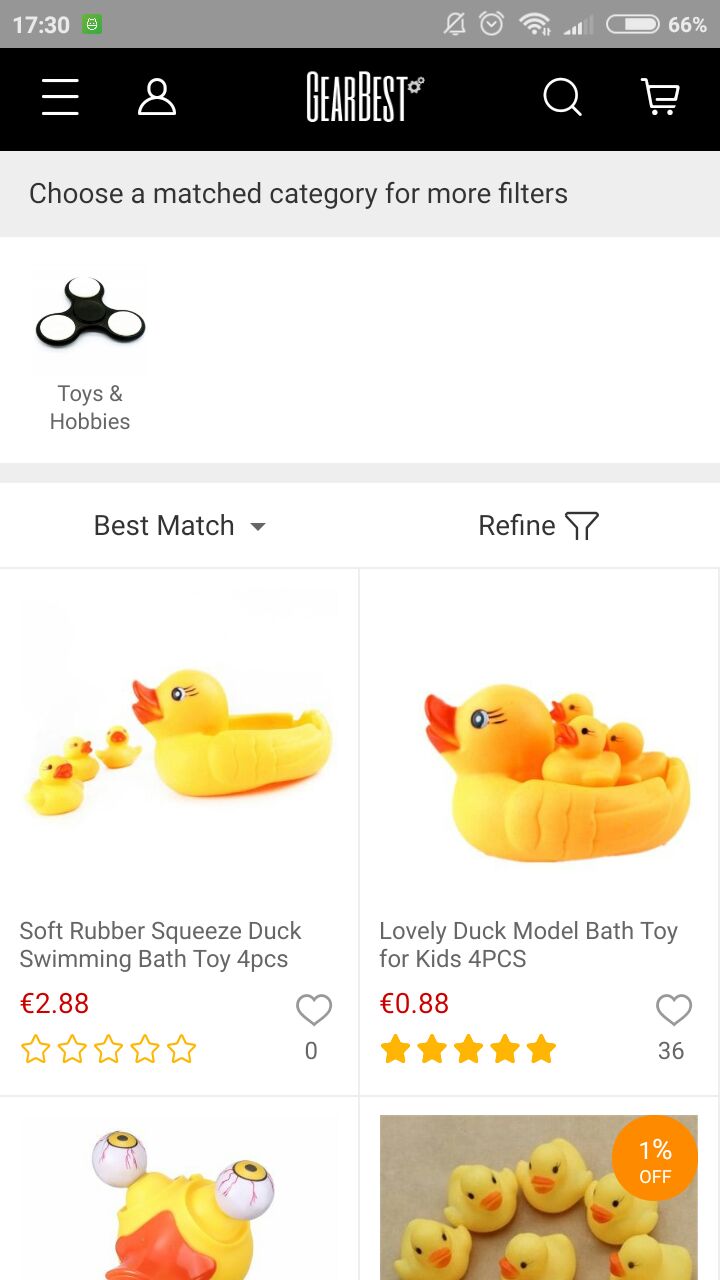 17:30
66%
GEARBEST
Choose a matched category for more filters
Toys &
Hobbies
Best Match
Refine
Soft Rubber Squeeze Duck
Swimming Bath Toy 4pcs
€2.88
0
Lovely Duck Model Bath Toy
for Kids 4PCS
€0.88
36
1%
OFF